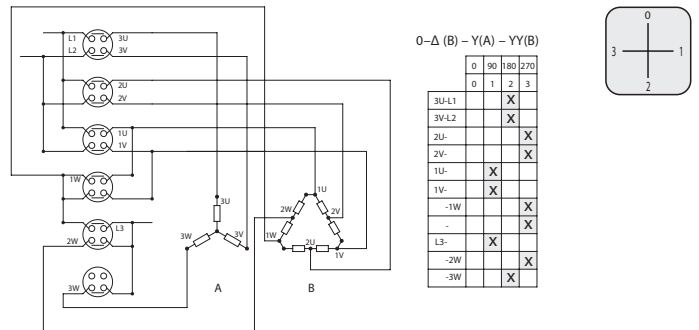 L1 3U
L2 3V
2U
2V
1U
1V
1W
L3
2W
3W
3U
3W 3V
A
1U
2W 2V
1W 2U 1V
B
0–Δ (B) – Y(A) – YY(B)
0 90 180 270
0 1 2 3
3U-L1 X
3V-L2 X
2U- X
2V- X
1U- X
1V- X
-1W X
- X
L3- X
-2W X
-3W X
0
3 1
2